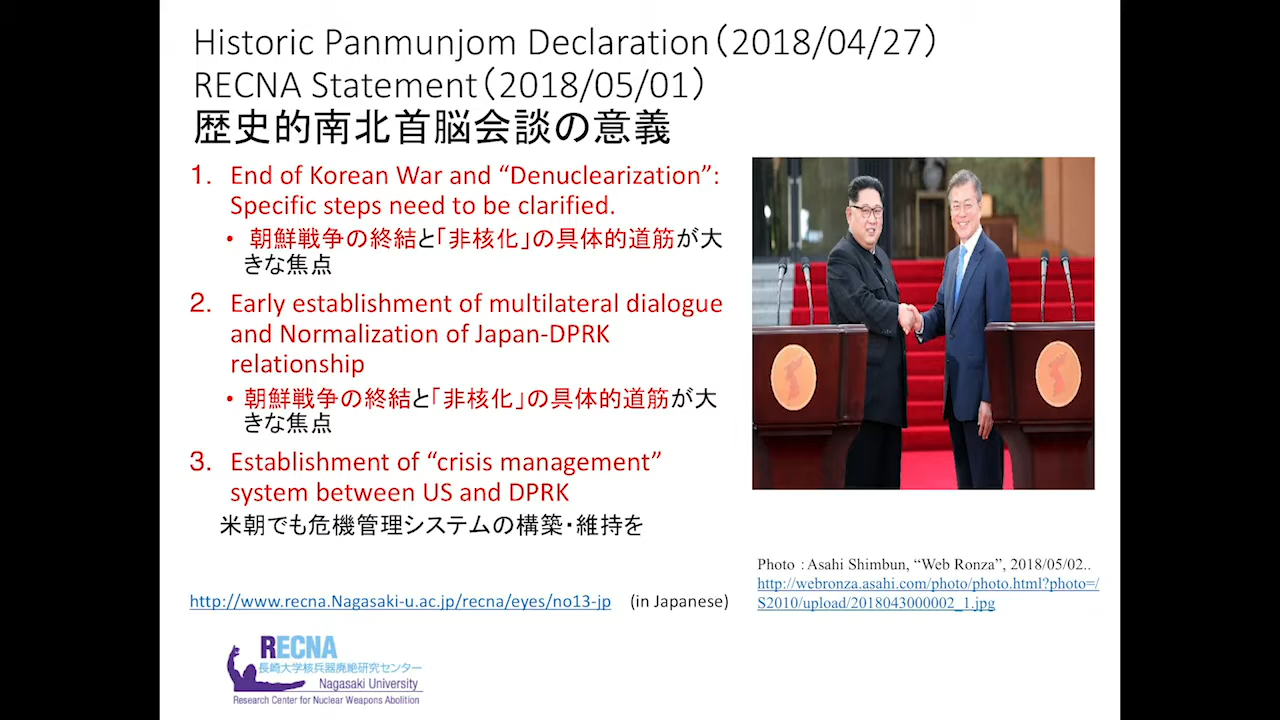 Historic Panmunjom Declaration（2018/04/27）
RECNA Statement（2018/05/01）
歴史的南北首脳会談の意義
1. End of Korean War and “Denuclearization”:
Specific steps need to be clarified.
• 朝鮮戦争の終結と「非核化」の具体的道筋が大
きな焦点
2. Early establishment of multilateral dialogue
and Normalization of Japan-DPRK
relationship
• 朝鮮戦争の終結と「非核化」の具体的道筋が大
きな焦点
3. Establishment of “crisis management”
system between US and DPRK
米朝でも危機管理システムの構築・維持を
http://www.recna.Nagasaki-u.ac.jp/recna/eyes/no13-jp (in Japanese)
Photo：Asahi Shimbun, “Web Ronza”, 2018/05/02..
http://webronza.asahi.com/photo/photo.html?photo=/
S2010/upload/2018043000002_1.jpg
RECNA
長崎大学核兵器廃絶研究センター
Nagasaki University
Research Center for Nuclear Weapons Abolition